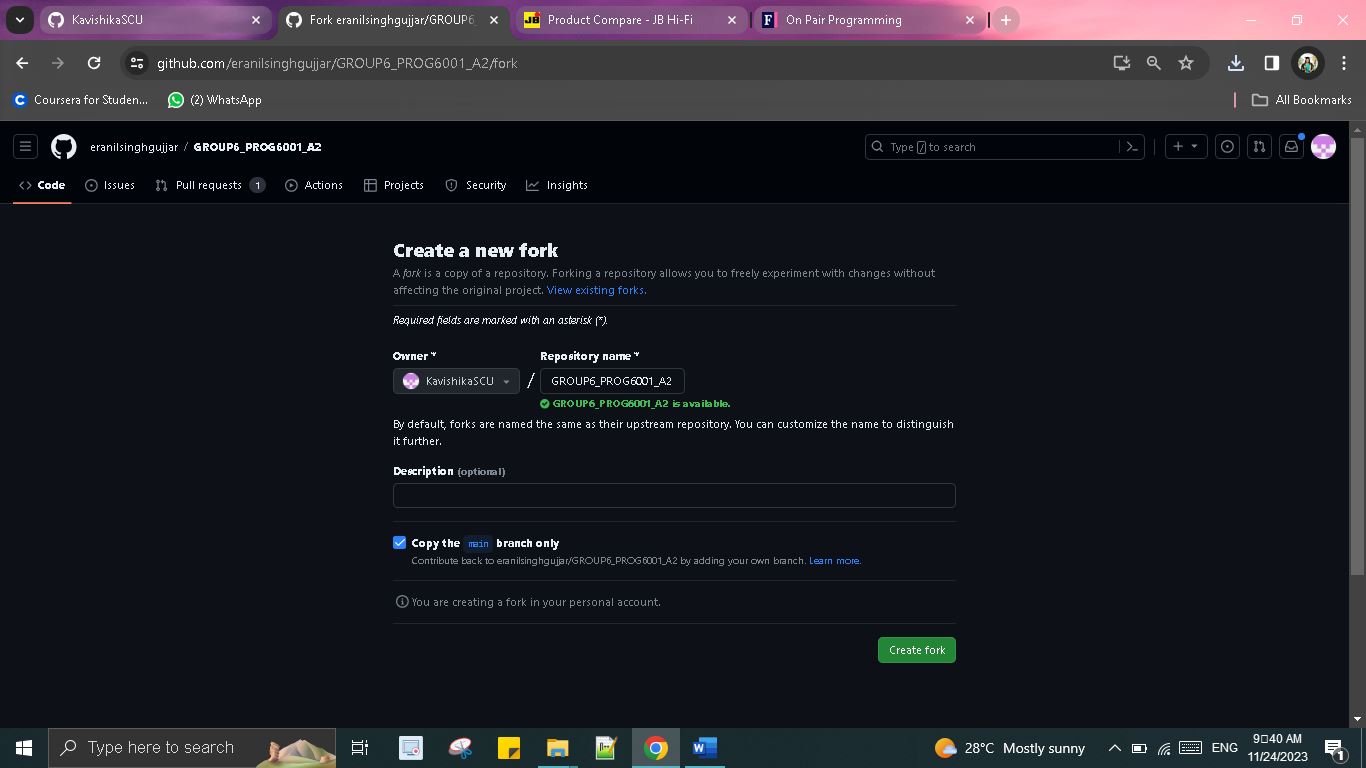 KavishikaSCU
Fork eranilsinghgujjar/GROUP6
Product Compare - JB Hi-Fi
On Pair Programming
github.com/eranilsinghgujjar/GROUP6_PROG6001_A2/fork
Coursera for Studen...
(2) WhatsApp
All Bookmarks
eranilsinghgujjar / GROUP6_PROG6001_A2
Type / to search
Code
Issues
Pull requests 1
Actions
Projects
Security
Insights
Create a new fork
A fork is a copy of a repository. Forking a repository allows you to freely experiment with changes without
affecting the original project. View existing forks.
Required fields are marked with an asterisk (*).
Owner *
Repository name *
KavishikaSCU
/
GROUP6_PROG6001_A2
GROUP6_PROG6001_A2 is available.
By default, forks are named the same as their upstream repository. You can customize the name to distinguish
it further.
Description (optional)
Copy the main branch only
Contribute back to eranilsinghgujjar/GROUP6_PROG6001_A2 by adding your own branch. Learn more.
You are creating a fork in your personal account.
Create fork
Type here to search
28°C Mostly sunny
ENG
9:40 AM
11/24/2023
1